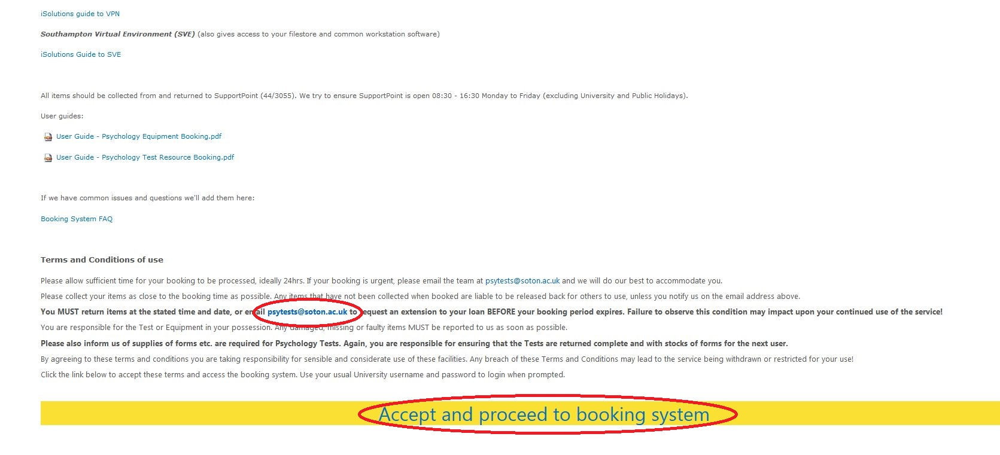 iSolutions guide to VPN
Southampton Virtual Environment (SVE) (also gives access to your filestore and common workstation software)
iSolutions Guide to SVE
All items should be collected from and returned to SupportPoint (44/3055). We try to ensure SupportPoint is open 08:30 - 16:30 Monday to Friday (excluding University and Public Holidays).
User guides:
User Guide - Psychology Equipment Booking.pdf
User Guide - Psychology Test Resource Booking.pdf
If we have common issues and questions we'll add them here:
Booking System FAQ
Terms and Conditions of use
Please allow sufficient time for your booking to be processed, ideally 24hrs. If your booking is urgent, please email the team at psytests@soton.ac.uk and we will do our best to accommodate you.
Please collect your items as close to the booking time as possible. Any items that have not been collected when booked are liable to be released back for others to use, unless you notify us on the email address above.
You MUST return items at the stated time and date, or email psytests@soton.ac.uk to request an extension to your loan BEFORE your booking period expires. Failure to observe this condition may impact upon your continued use of the service!
You are responsible for the Test or Equipment in your possession. Any damaged, missing or faulty items MUST be reported to us as soon as possible.
Please also inform us of supplies of forms etc. are required for Psychology Tests. Again, you are responsible for ensuring that the Tests are returned complete and with stocks of forms for the next user.
By agreeing to these terms and conditions you are taking responsibility for sensible and considerate use of these facilities. Any breach of these Terms and Conditions may lead to the service being withdrawn or restricted for your use!
Click the link below to accept these terms and access the booking system. Use your usual University username and password to login when prompted.
Accept and proceed to booking system